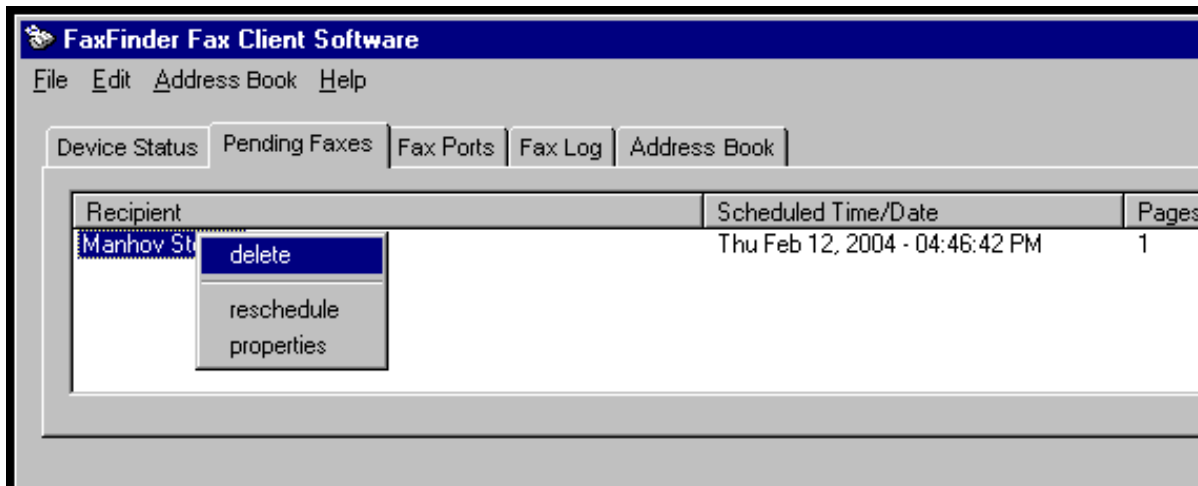 FaxFinder Fax Client Software
File Edit Address Book Help
Device Status Pending Faxes Fax Ports Fax Log Address Book
Recipient Scheduled Time/Date Pages
Manhov Thu Feb 12, 2004 - 04:46:42 PM 1
delete
reschedule
properties